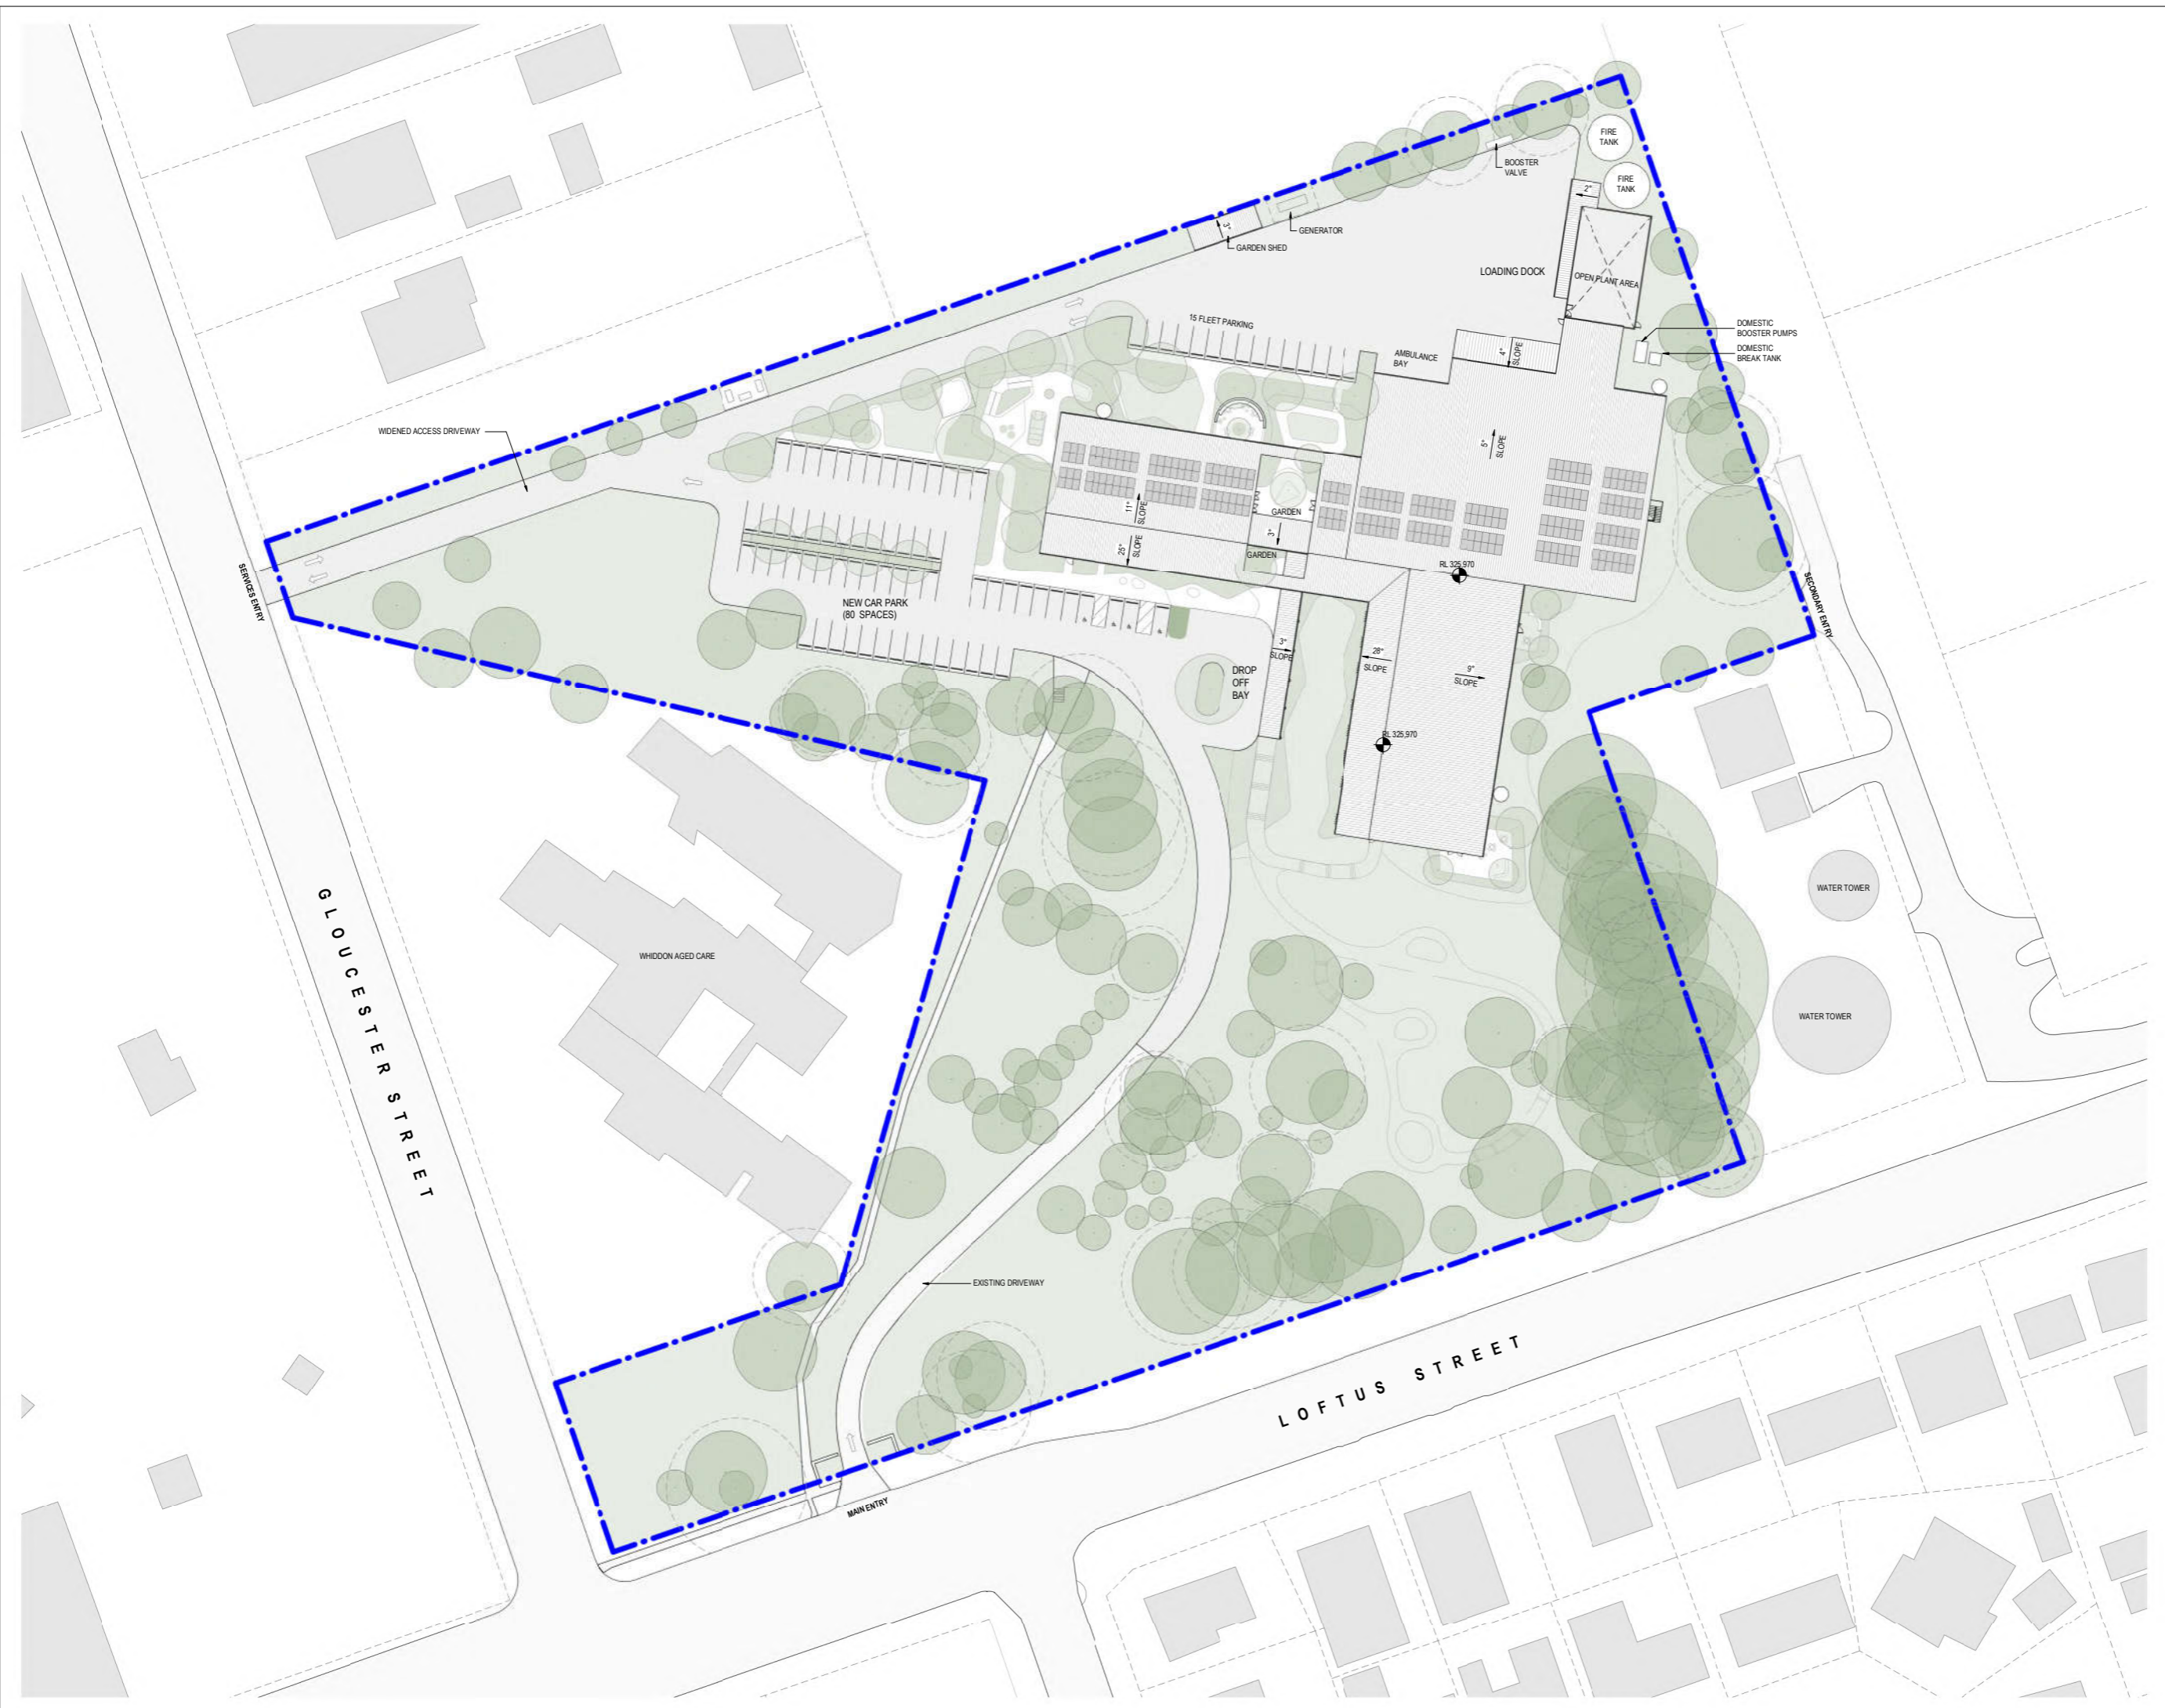 FIRE
TANK
BOOSTER
VALVE
FIRE
TANK
2°
3°
GENERATOR
GARDEN SHED
LOADING DOCK
OPEN PLANT AREA
15 FLEET PARKING
DOMESTIC
BOOSTER PUMPS
DOMESTIC
BREAK TANK
AMBULANCE
BAY
4°
SLOPE
WIDENED ACCESS DRIVEWAY
5°
SLOPE
11°
SLOPE
GARDEN
3°
GARDEN
25°
SLOPE
RL 325,970
SERVICES ENTRY
SECONDARY ENTRY
NEW CAR PARK
(80 SPACES)
3°
SLOPE
28°
SLOPE
9°
SLOPE
DROP
OFF
BAY
RL 325,970
WATER TOWER
GLOUCESTER STREET
WHIDDON AGED CARE
WATER TOWER
EXISTING DRIVEWAY
LOFTUS STREET
MAIN ENTRY